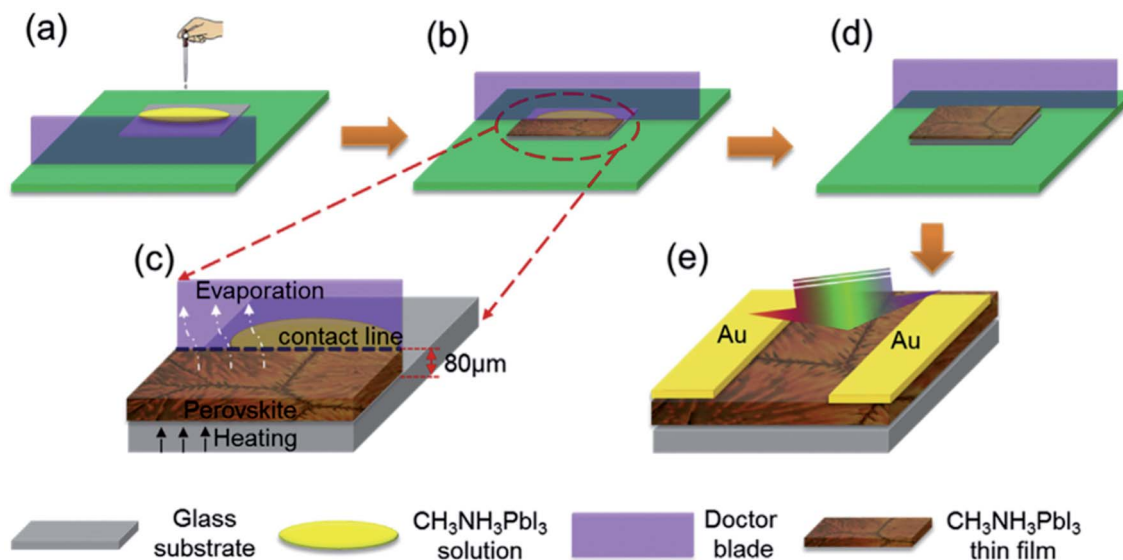 (a)
(b)
(d)
(c)
Evaporation
contact line
80μm
Perovskite
Heating
(e)
Au
Au
Glass
substrate
CH₃NH₃PbI₃
solution
Doctor
blade
CH₃NH₃PbI₃
thin film